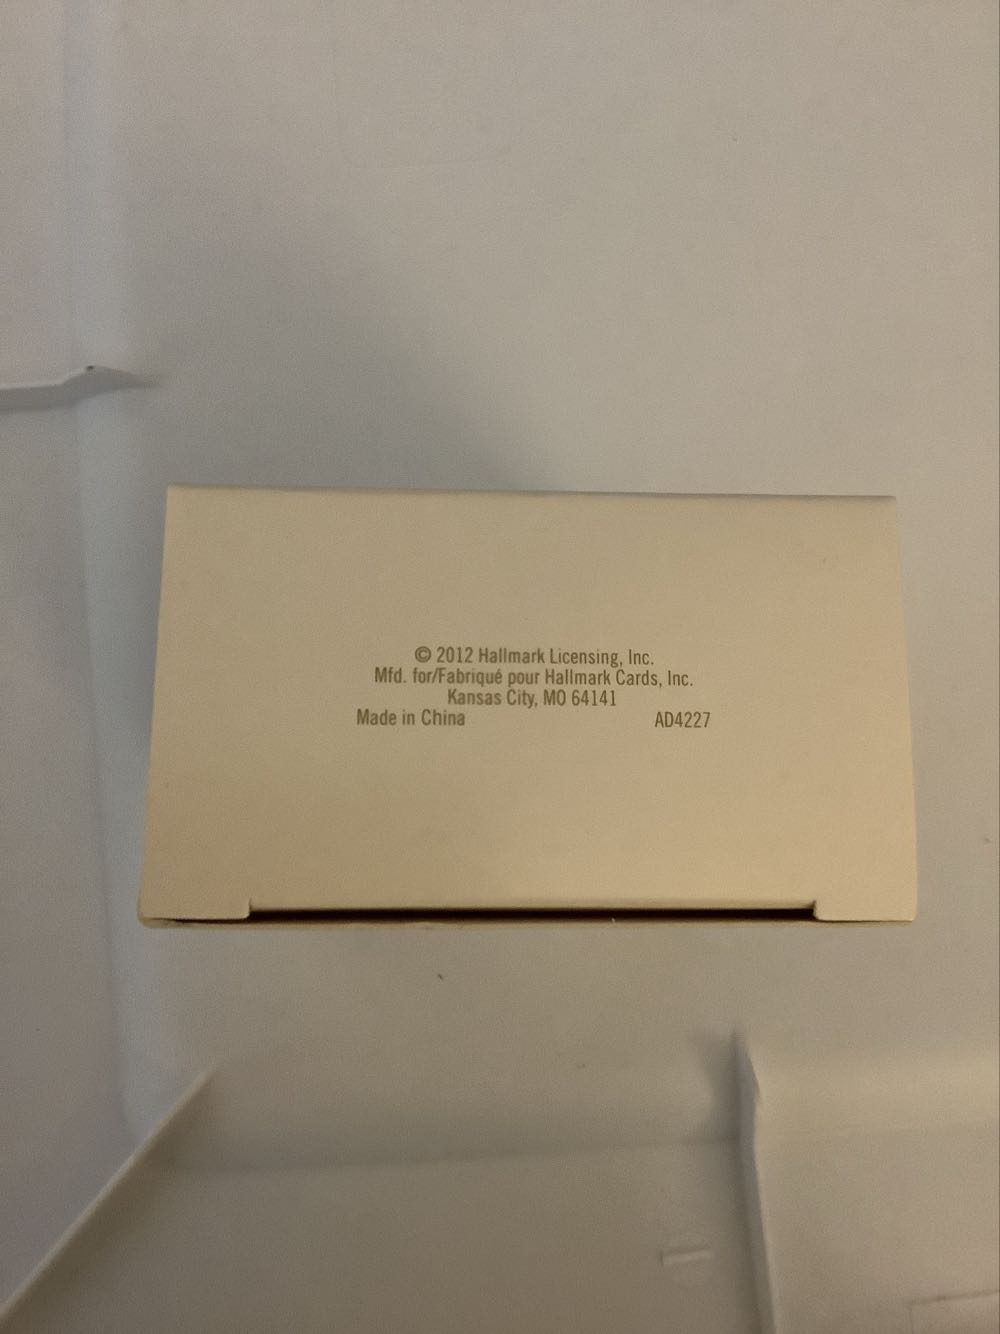 © 2012 Hallmark Licensing, Inc.
Mfd. for/Fabriqué pour Hallmark Cards, Inc.
Kansas City, MO 64141
Made in China AD4227